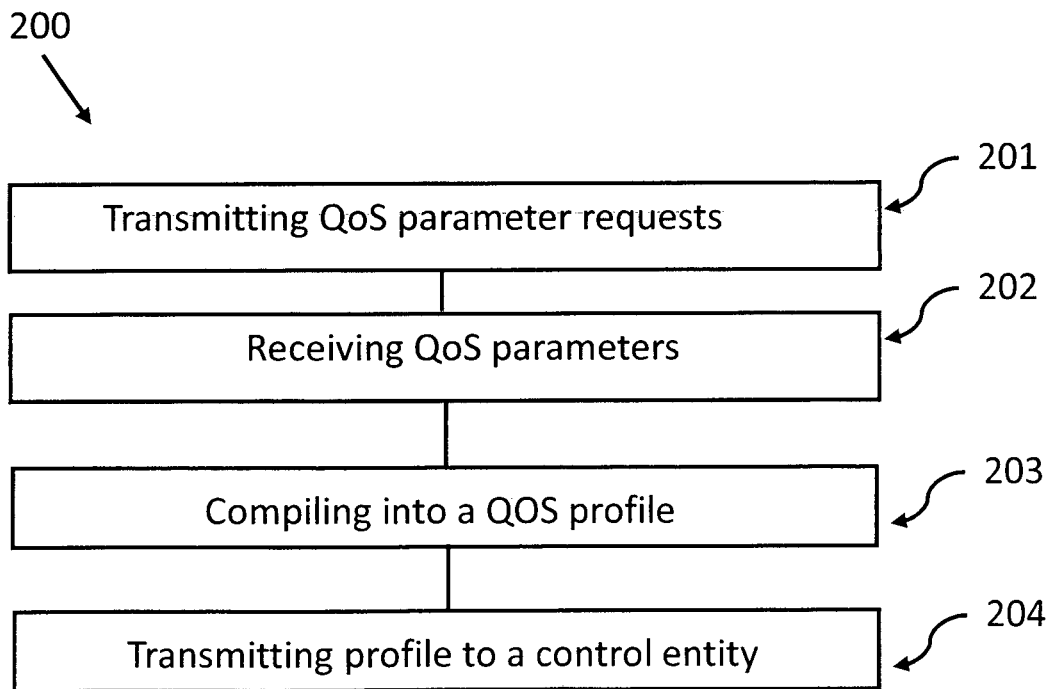 200
201
Transmitting QoS parameter requests
202
Receiving QoS parameters
203
Compiling into a QOS profile
204
Transmitting profile to a control entity